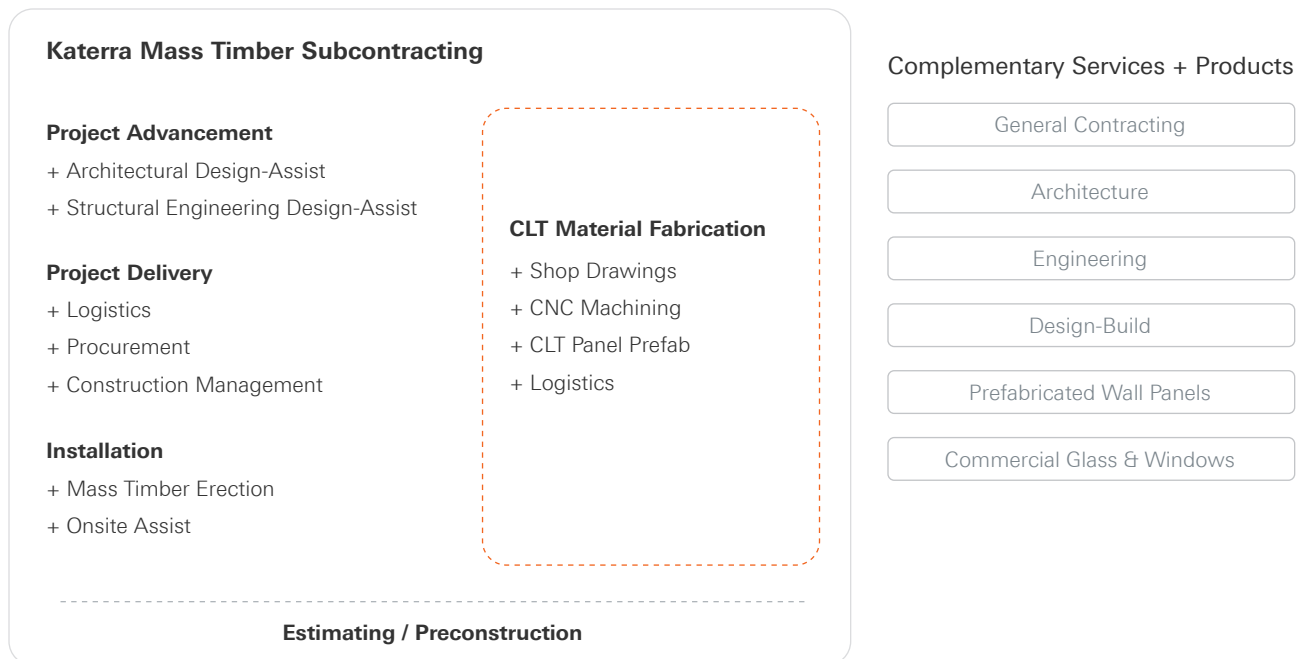 Katerra Mass Timber Subcontracting
Project Advancement
+ Architectural Design-Assist
+ Structural Engineering Design-Assist
Project Delivery
+ Logistics
+ Procurement
+ Construction Management
Installation
+ Mass Timber Erection
+ Onsite Assist
CLT Material Fabrication
+ Shop Drawings
+ CNC Machining
+ CLT Panel Prefab
+ Logistics
Estimating / Preconstruction
Complementary Services + Products
General Contracting
Architecture
Engineering
Design-Build
Prefabricated Wall Panels
Commercial Glass & Windows